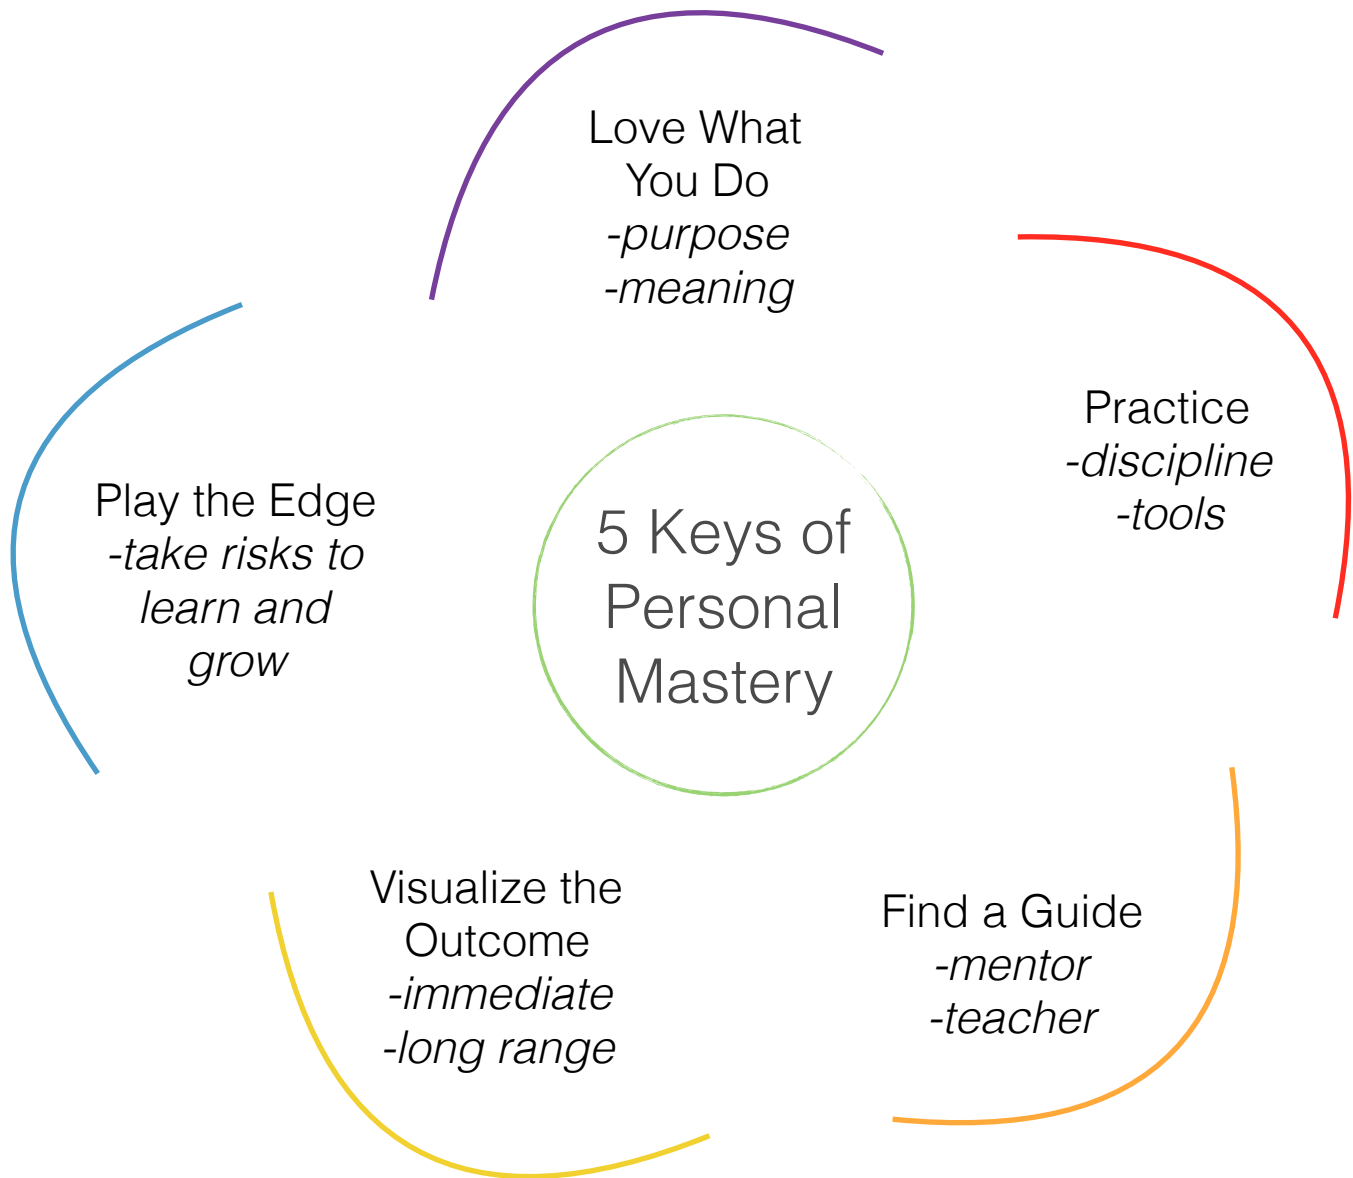 Love What
You Do
-purpose
-meaning
Practice
-discipline
-tools
Find a Guide
-mentor
-teacher
Visualize the
Outcome
-immediate
-long range
Play the Edge
-take risks to
learn and
grow
5 Keys of
Personal
Mastery